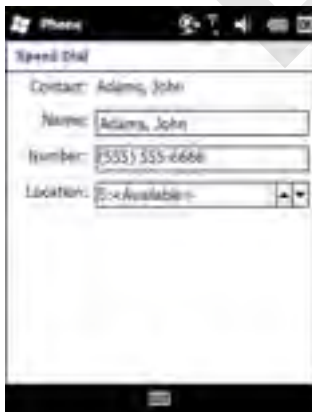 Phone
Speed Dial
Contact: Adams, John
Name: Adams, John
Number: (555) 555-6666
Location: 5:<Available>